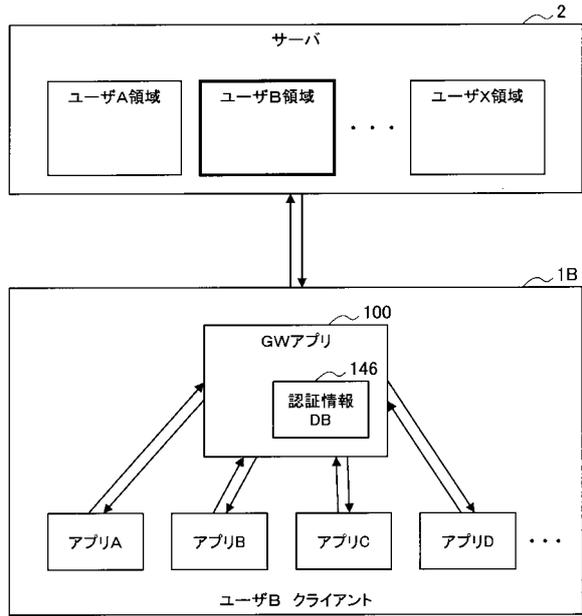 2
サーバ
ユーザA領域
ユーザB領域
・・・
ユーザX領域
1B
100
GWアプリ
146
認証情報
DB
アプリA
アプリB
アプリC
アプリD
・・・
ユーザB クライアント